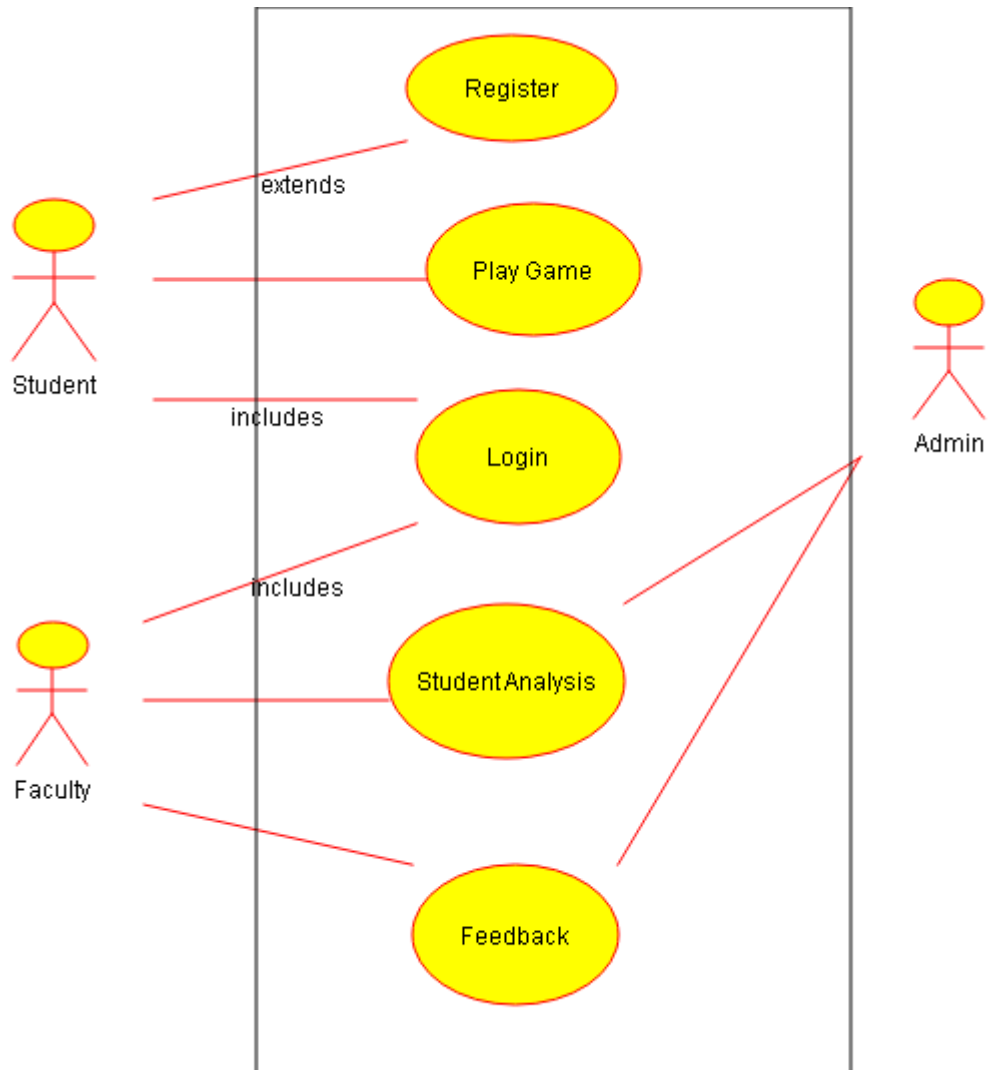 Register
extends
Play Game
Student
includes
Login
Admin
includes
Student Analysis
Faculty
Feedback